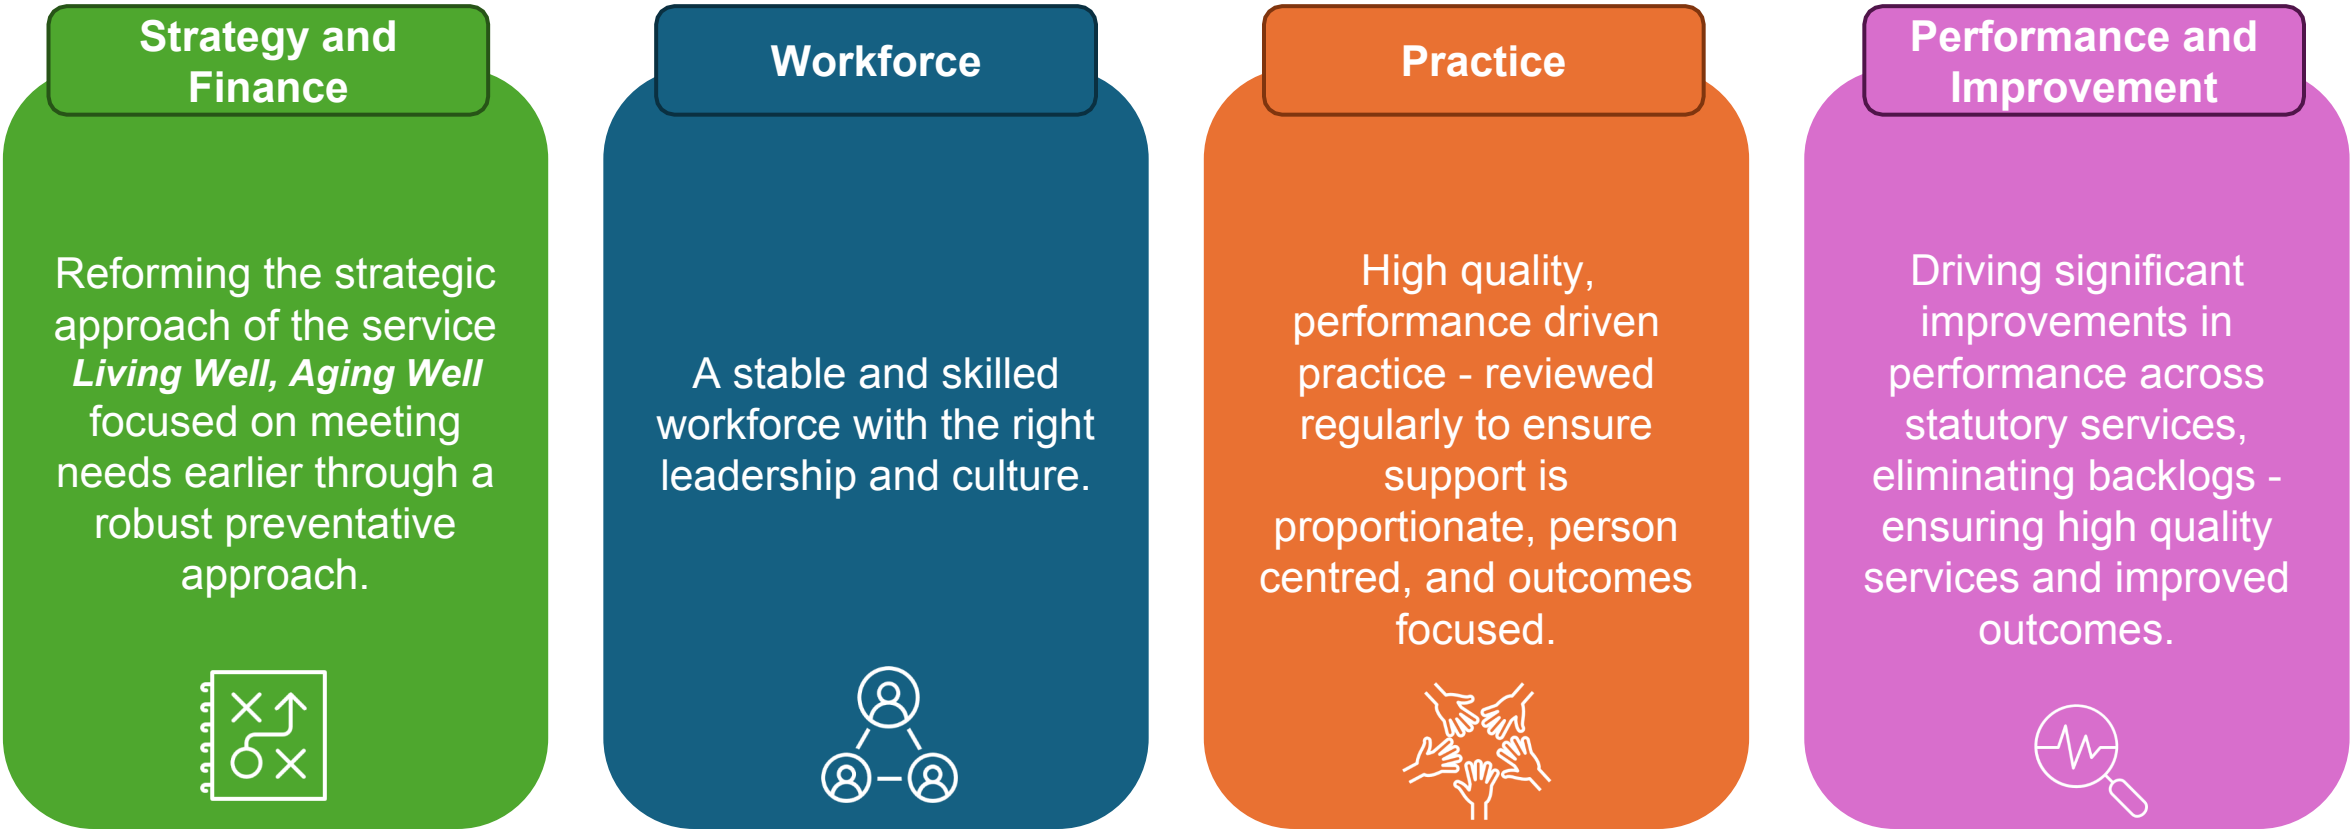 Strategy and
Finance
Reforming the strategic
approach of the service
Living Well, Aging Well
focused on meeting
needs earlier through a
robust preventative
approach.
Workforce
A stable and skilled
workforce with the right
leadership and culture.
Practice
High quality,
performance driven
practice - reviewed
regularly to ensure
support is
proportionate, person
centred, and outcomes
focused.
Performance and
Improvement
Driving significant
improvements in
performance across
statutory services,
eliminating backlogs -
ensuring high quality
services and improved
outcomes.